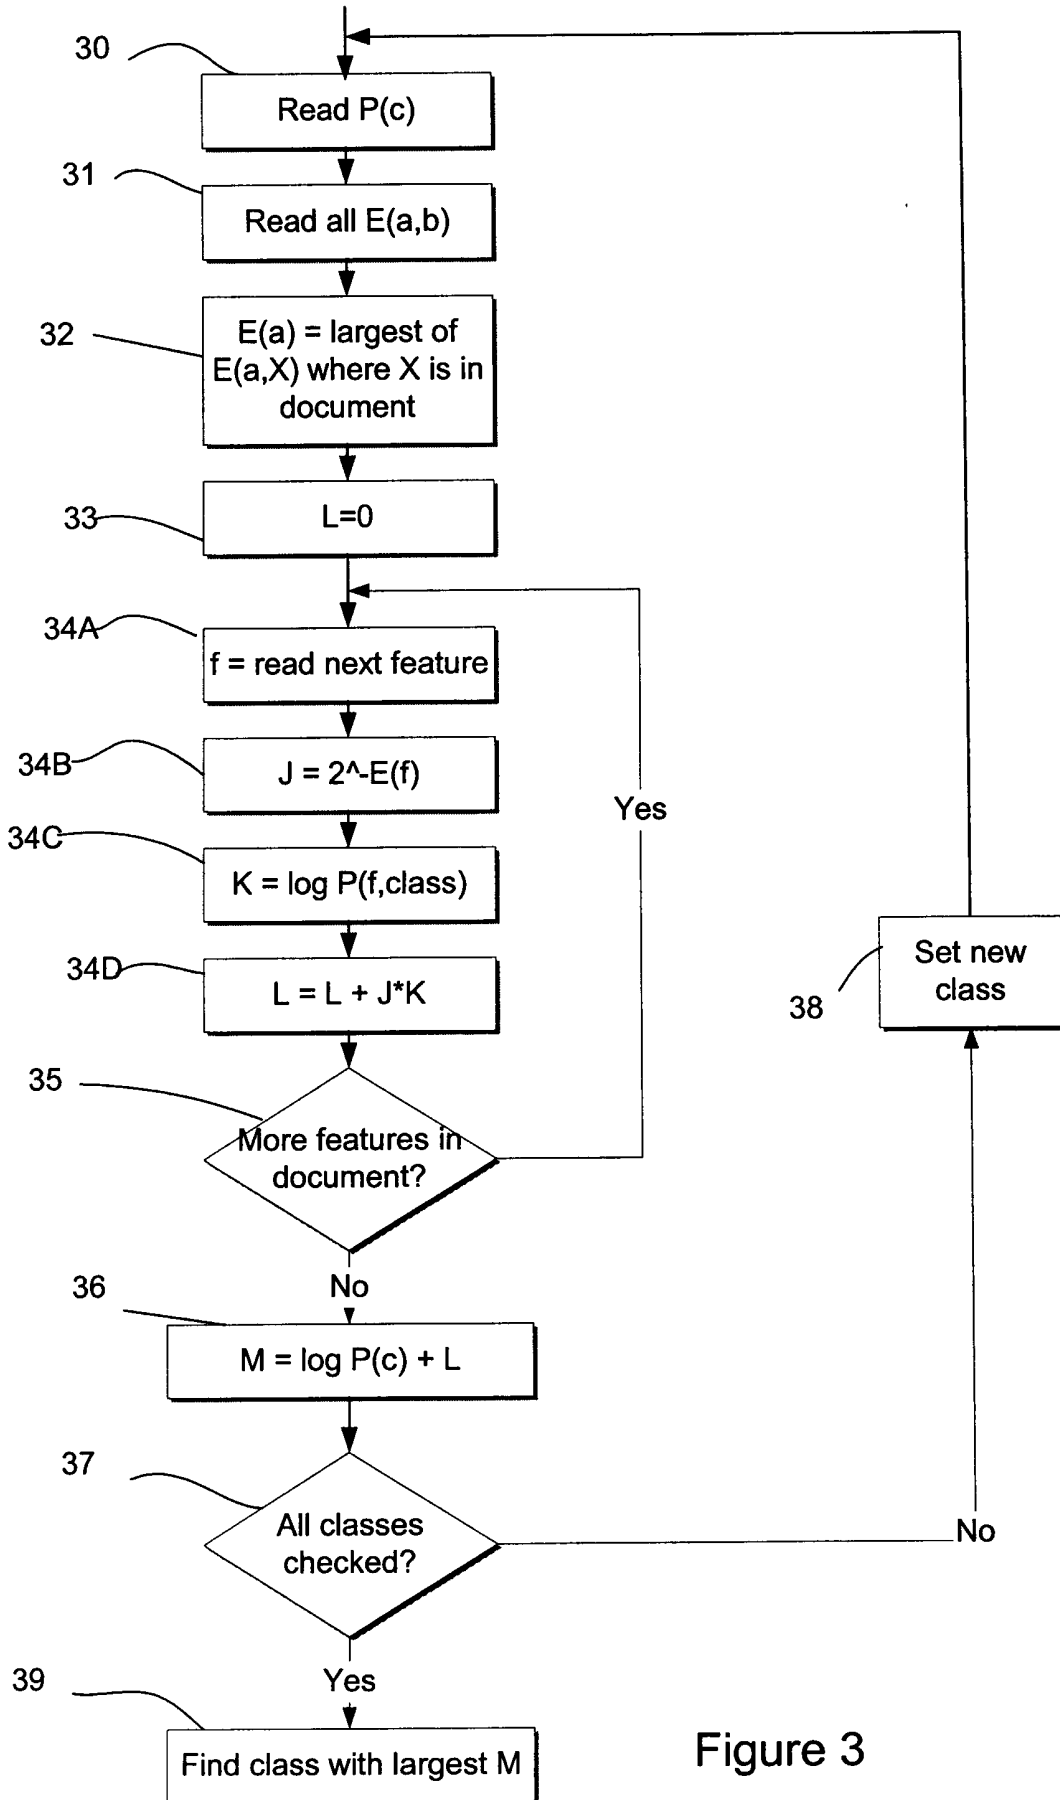 30
Read P(c)
31
Read all E(a,b)
32
E(a) = largest of
E(a,X) where X is in
document
33
L=0
34A
f = read next feature
34B
J = 2^-E(f)
Yes
34C
K = log P(f,class)
34D
L = L + J*K
Set new
class
38
35
More features in
document?
No
36
M = log P(c) + L
37
All classes
checked?
No
Yes
39
Find class with largest M
Figure 3